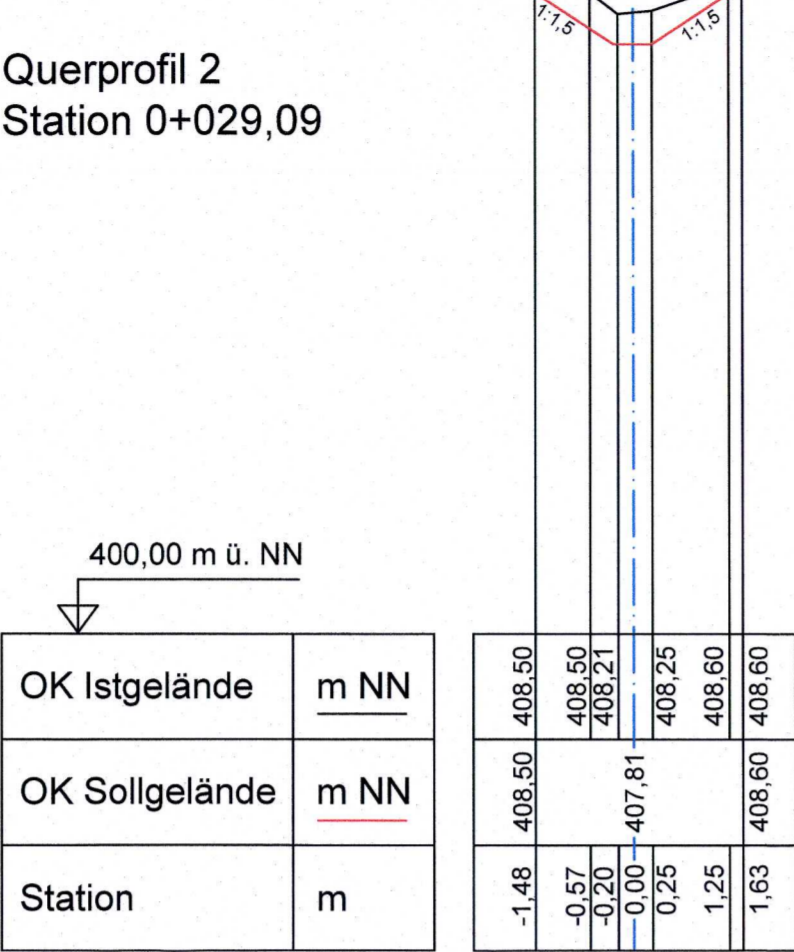 1:1,5
1:1,5
Querprofil 2
Station 0+029,09
400,00 m ü. NN
OK Istgelände m NN 408,50 408,50 408,21 408,25 408,60 408,60
OK Sollgelände m NN 408,50 407,81 408,60
Station m -1,48 -0,57 -0,20 0,00 0,25 1,25 1,63